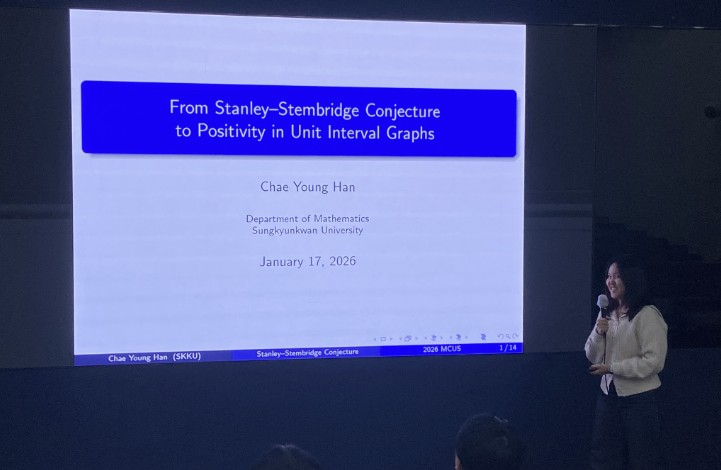 From Stanley–Stembridge Conjecture
to Positivity in Unit Interval Graphs
Chae Young Han
Department of Mathematics
Sungkyunkwan University
January 17, 2026
Chae Young Han (SKKU) Stanley–Stembridge Conjecture 2026 MCUS 1 / 14